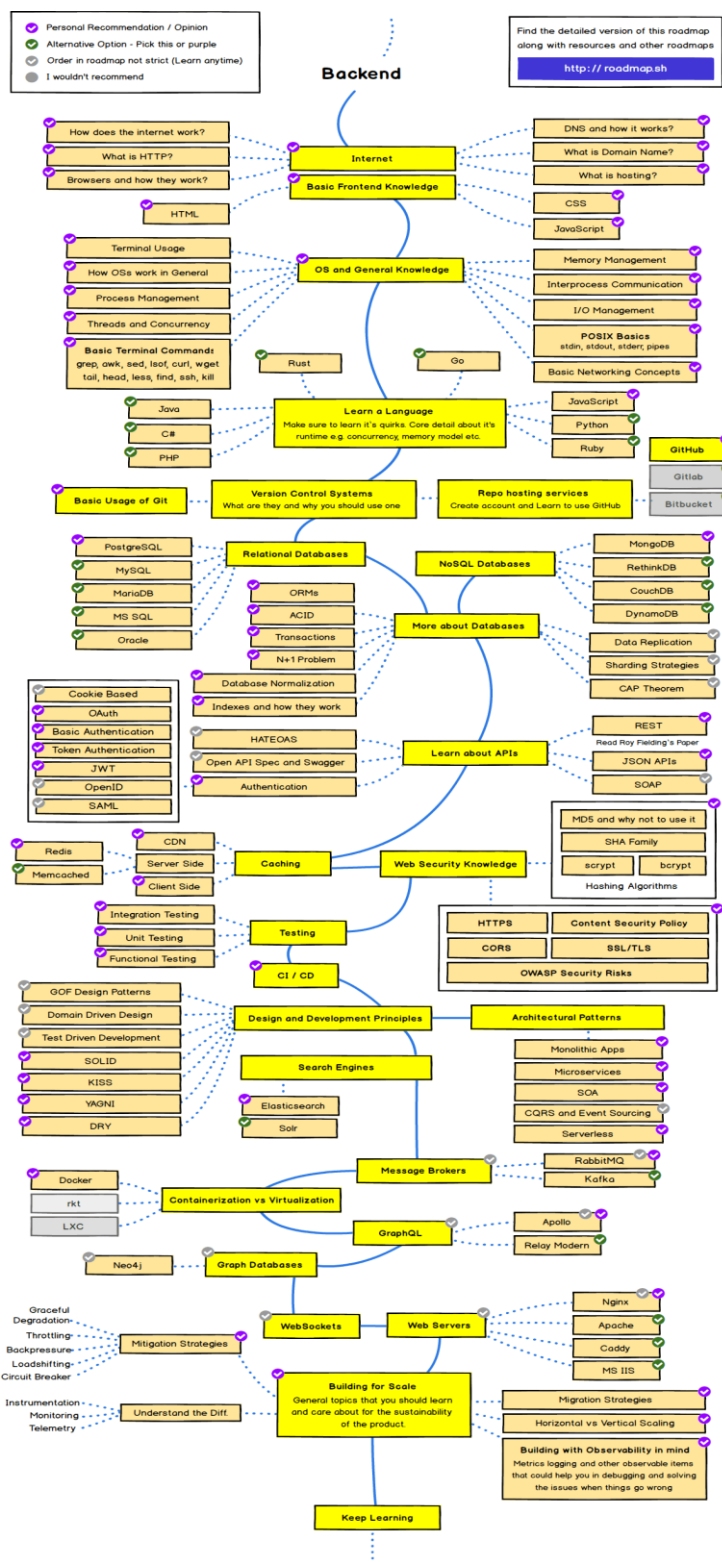 Personal Recommendation / Opinion
Alternative Option - Pick this or purple
Order in roadmap not strict (Learn anytime)
I wouldn't recommend
Find the detailed version of this roadmap
along with resources and other roadmaps
http://roadmap.sh
Backend
How does the internet work?
What is HTTP?
Browsers and how they work?
Internet
DNS and how it works?
What is Domain Name?
What is hosting?
Basic Frontend Knowledge
HTML
CSS
JavaScript
Terminal Usage
How OSs work in General
Process Management
Threads and Concurrency
Basic Terminal Commands
grep, awk, sed, lsof, curl, wget
tail, head, less, find, ssh, kill
OS and General Knowledge
Memory Management
Interprocess Communication
I/O Management
POSIX Basics
stdin, stdout, stderr, pipes
Basic Networking Concepts
Rust
Go
Java
C#
PHP
Learn a Language
Make sure to learn it`s quirks. Core detail about it's
runtime e.g. concurrency, memory model etc.
JavaScript
Python
Ruby
GitHub
Gitlab
Bitbucket
Basic Usage of Git
Version Control Systems
What are they and why you should use one
Repo hosting services
Create account and Learn to use GitHub
PostgreSQL
MySQL
MariaDB
MS SQL
Oracle
Relational Databases
NoSQL Databases
MongoDB
RethinkDB
CouchDB
DynamoDB
ORMs
ACID
Transactions
N+1 Problem
Database Normalization
Indexes and how they work
More about Databases
Data Replication
Sharding Strategies
CAP Theorem
Cookie Based
OAuth
Basic Authentication
Token Authentication
JWT
OpenID
SAML
HATEOAS
Open API Spec and Swagger
Authentication
Learn about APIs
REST
Read Roy Fielding's Paper
JSON APIs
SOAP
Redis
Memcached
CDN
Server Side
Client Side
Caching
Web Security Knowledge
MD5 and why not to use it
SHA Family
scrypt
bcrypt
Hashing Algorithms
HTTPS
Content Security Policy
CORS
SSL/TLS
OWASP Security Risks
Integration Testing
Unit Testing
Functional Testing
Testing
CI / CD
GOF Design Patterns
Domain Driven Design
Test Driven Development
SOLID
KISS
YAGNI
DRY
Design and Development Principles
Architectural Patterns
Monolithic Apps
Microservices
SOA
CQRS and Event Sourcing
Serverless
Search Engines
Elasticsearch
Solr
Message Brokers
RabbitMQ
Kafka
Docker
rkt
LXC
Containerization vs Virtualization
GraphQL
Apollo
Relay Modern
Neo4j
Graph Databases
WebSockets
Web Servers
Nginx
Apache
Caddy
MS IIS
Graceful
Degradation
Throttling
Backpressure
Loadshifting
Circuit Breaker
Mitigation Strategies
Instrumentation
Monitoring
Telemetry
Understand the Diff.
Building for Scale
General topics that you should learn
and care about for the sustainability
of the product.
Migration Strategies
Horizontal vs Vertical Scaling
Building with Observability in mind
Metrics logging and other observable items
that could help you in debugging and solving
the issues when things go wrong
Keep Learning